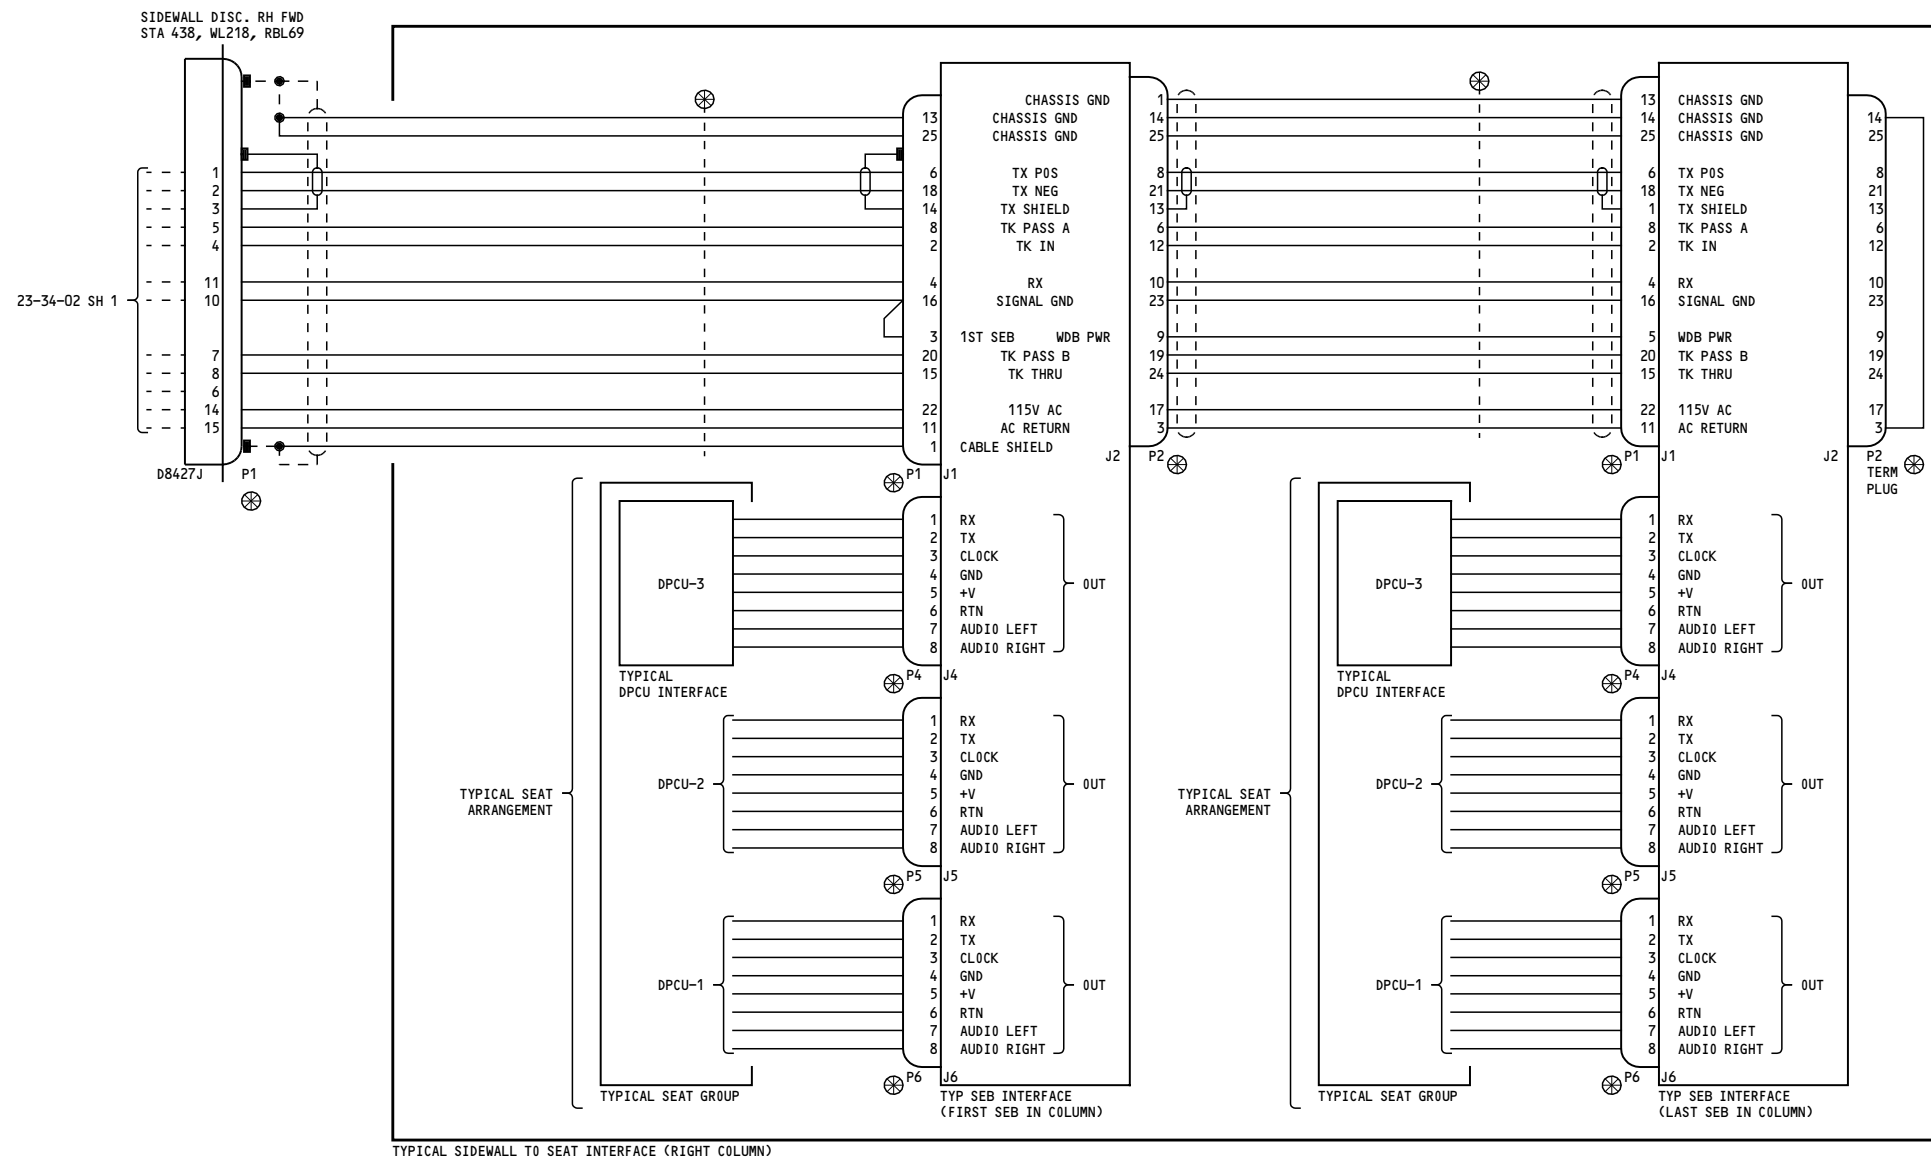 SIDEWALL DISC. RH FWD
STA 438, WL218, RBL69
23-34-02 SH 1
1
2
3
5
4
11
10
7
8
6
14
15
D8427J
P1
13 CHASSIS GND
25 CHASSIS GND
6 TX POS
18 TX NEG
14 TX SHIELD
8 TK PASS A
2 TK IN
4 RX
16 SIGNAL GND
3 1ST SEB
20 TK PASS B
15 TK THRU
22 115V AC
11 AC RETURN
1 CABLE SHIELD
P1 J1
CHASSIS GND 1
14
25
8
21
13
6
12
10
23
WDB PWR 9
19
24
17
3
J2 P2
13 CHASSIS GND
14 CHASSIS GND
25 CHASSIS GND
6 TX POS
18 TX NEG
1 TX SHIELD
8 TK PASS A
2 TK IN
4 RX
16 SIGNAL GND
5 WDB PWR
20 TK PASS B
15 TK THRU
22 115V AC
11 AC RETURN
P1 J1
14
25
8
21
13
6
12
10
23
9
19
24
17
3
J2 P2
TERM
PLUG
TYPICAL SEAT
ARRANGEMENT
DPCU-3
TYPICAL
DPCU INTERFACE
1 RX
2 TX
3 CLOCK
4 GND
5 +V
6 RTN
7 AUDIO LEFT
8 AUDIO RIGHT
OUT
P4 J4
DPCU-2
1 RX
2 TX
3 CLOCK
4 GND
5 +V
6 RTN
7 AUDIO LEFT
8 AUDIO RIGHT
OUT
P5 J5
DPCU-1
1 RX
2 TX
3 CLOCK
4 GND
5 +V
6 RTN
7 AUDIO LEFT
8 AUDIO RIGHT
OUT
P6 J6
TYPICAL SEAT GROUP
TYP SEB INTERFACE
(FIRST SEB IN COLUMN)
TYPICAL SEAT
ARRANGEMENT
DPCU-3
TYPICAL
DPCU INTERFACE
1 RX
2 TX
3 CLOCK
4 GND
5 +V
6 RTN
7 AUDIO LEFT
8 AUDIO RIGHT
OUT
P4 J4
DPCU-2
1 RX
2 TX
3 CLOCK
4 GND
5 +V
6 RTN
7 AUDIO LEFT
8 AUDIO RIGHT
OUT
P5 J5
DPCU-1
1 RX
2 TX
3 CLOCK
4 GND
5 +V
6 RTN
7 AUDIO LEFT
8 AUDIO RIGHT
OUT
P6 J6
TYPICAL SEAT GROUP
TYP SEB INTERFACE
(LAST SEB IN COLUMN)
TYPICAL SIDEWALL TO SEAT INTERFACE (RIGHT COLUMN)